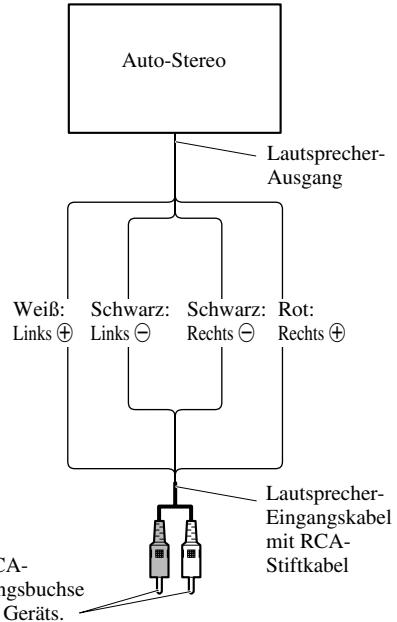 Auto-Stereo
Lautsprecher-
Ausgang
Weiß: Schwarz: Schwarz: Rot:
Links ⊕ Links ⊖ Rechts ⊖ Rechts ⊕
Lautsprecher-
Eingangskabel
mit RCA-
Stiftkabel
CA-
ngsbuchse
Geräts.